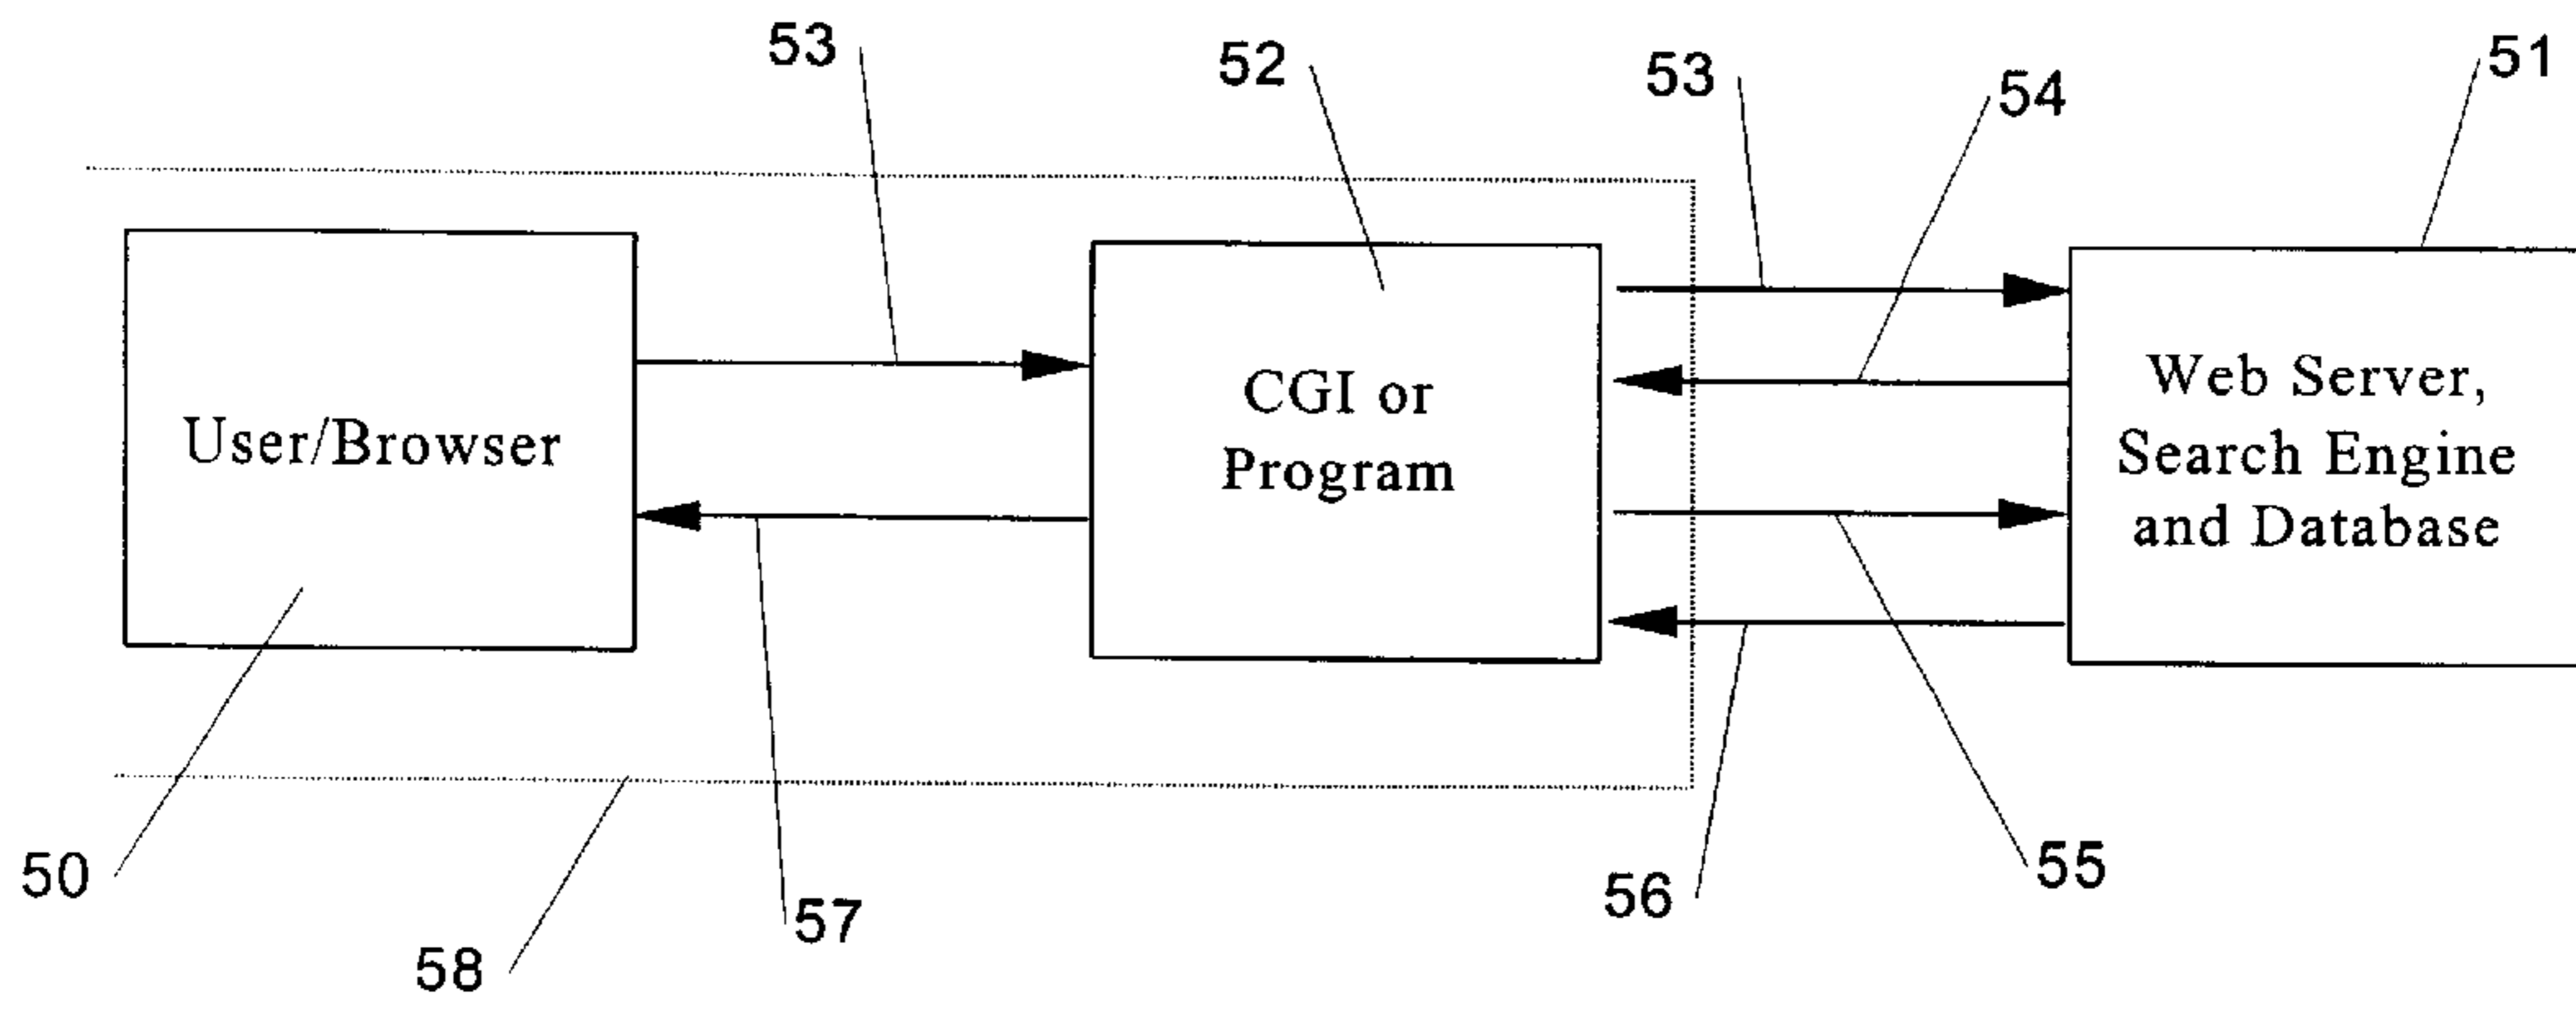 53
52
53
54
51
User/Browser
CGI or
Program
Web Server,
Search Engine
and Database
50
57
58
56
55